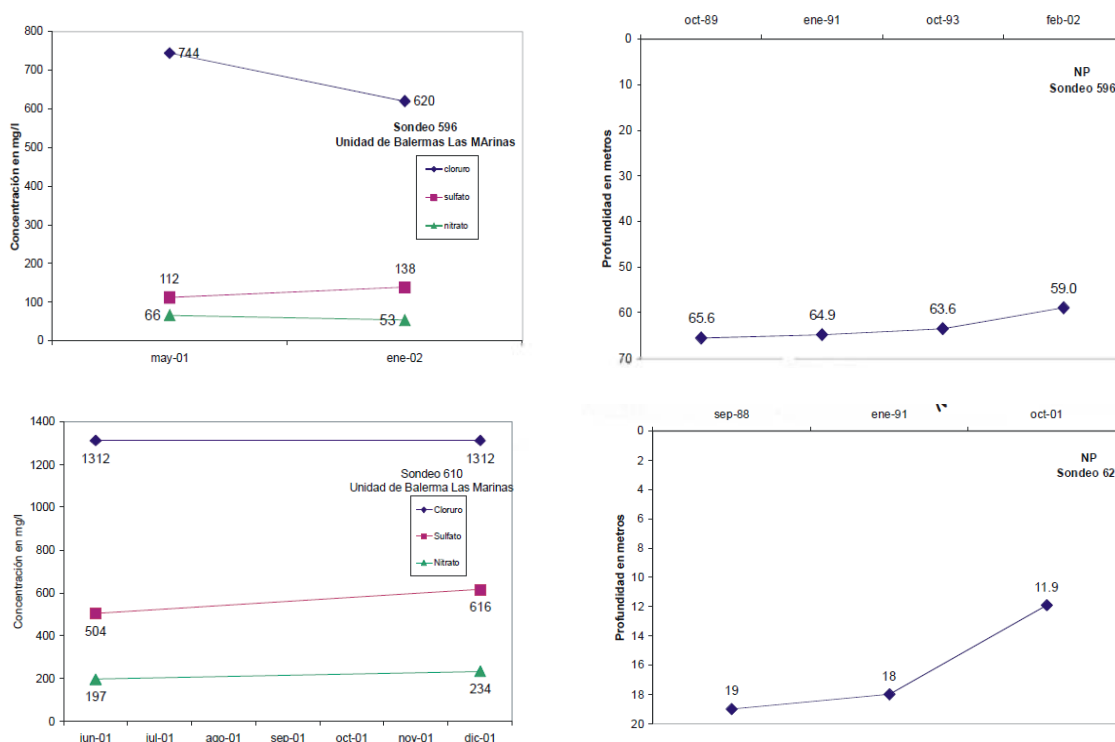 800
700
600
500
400
300
200
100
0
Concentración en mg/l
744
620
Sondeo 596
Unidad de Balermas Las MArinas
cloruro
sulfato
nitrato
112
138
66
53
may-01
ene-02
oct-89
ene-91
oct-93
feb-02
0
10
20
30
40
50
60
70
Profundidad en metros
NP
Sondeo 596
65.6
64.9
63.6
59.0
1400
1200
1000
800
600
400
200
0
Concentración en mg/l
1312
1312
Sondeo 610
Unidad de Balerma Las Marinas
Cloruro
Sulfato
Nitrato
504
616
197
234
jun-01
jul-01
ago-01
sep-01
oct-01
nov-01
dic-01
sep-88
ene-91
oct-01
0
2
4
6
8
10
12
14
16
18
20
Profundidad en metros
NP
Sondeo 62
19
18
11.9